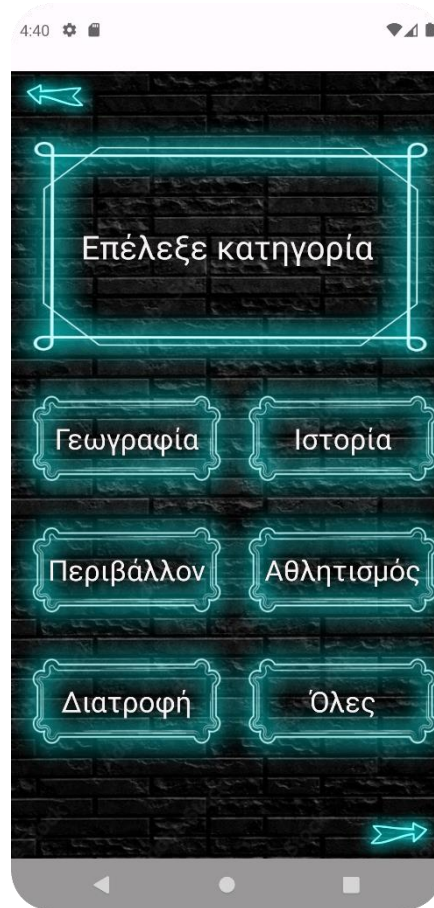 4:40
Επέλεξε κατηγορία
Γεωγραφία Ιστορία
Περιβάλλον Αθλητισμός
Διατροφή Όλες